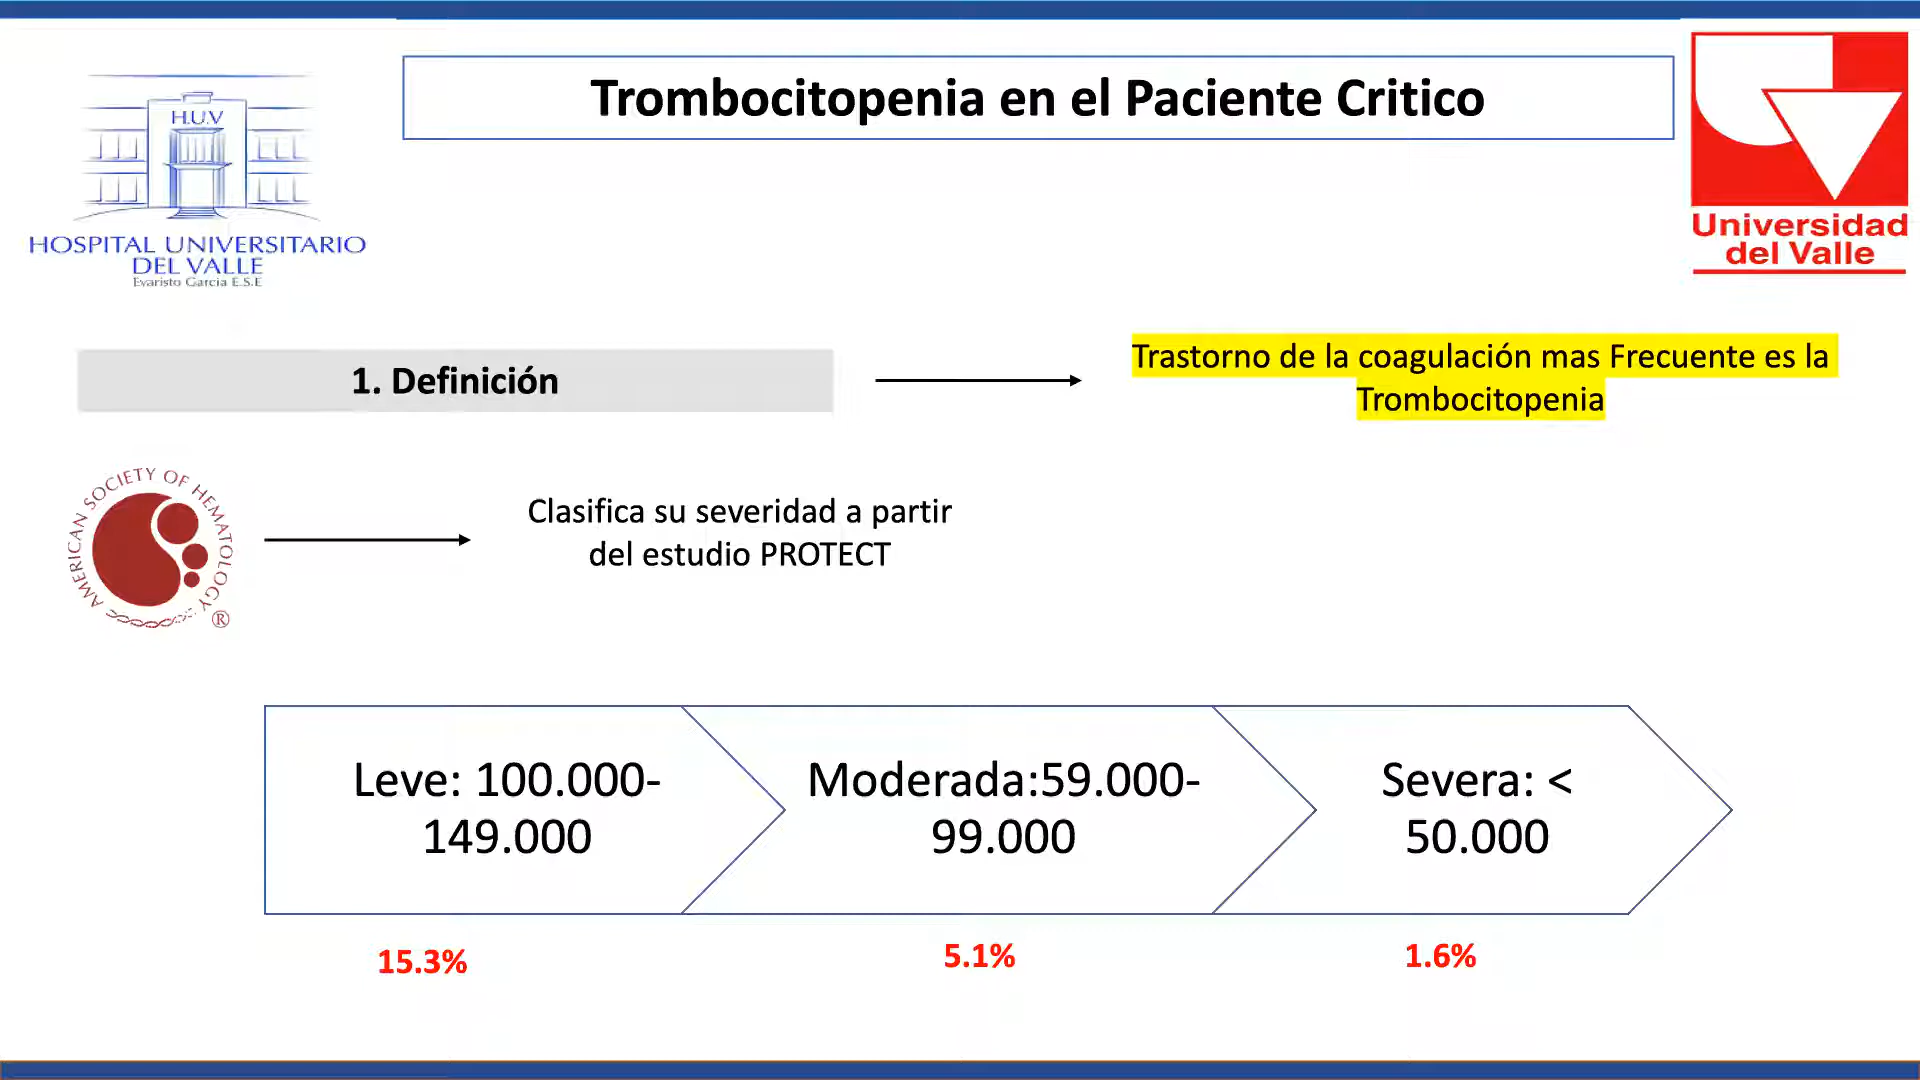 Trombocitopenia en el Paciente Critico
H.U.V
HOSPITAL UNIVERSITARIO
DEL VALLE
Evaristo Garcia E.S.E
Universidad
del Valle
1. Definición
Trastorno de la coagulación mas Frecuente es la
Trombocitopenia
AMERICAN SOCIETY OF HEMATOLOGY
®
Clasifica su severidad a partir
del estudio PROTECT
Leve: 100.000-
149.000
Moderada:59.000-
99.000
Severa: <
50.000
15.3%
5.1%
1.6%